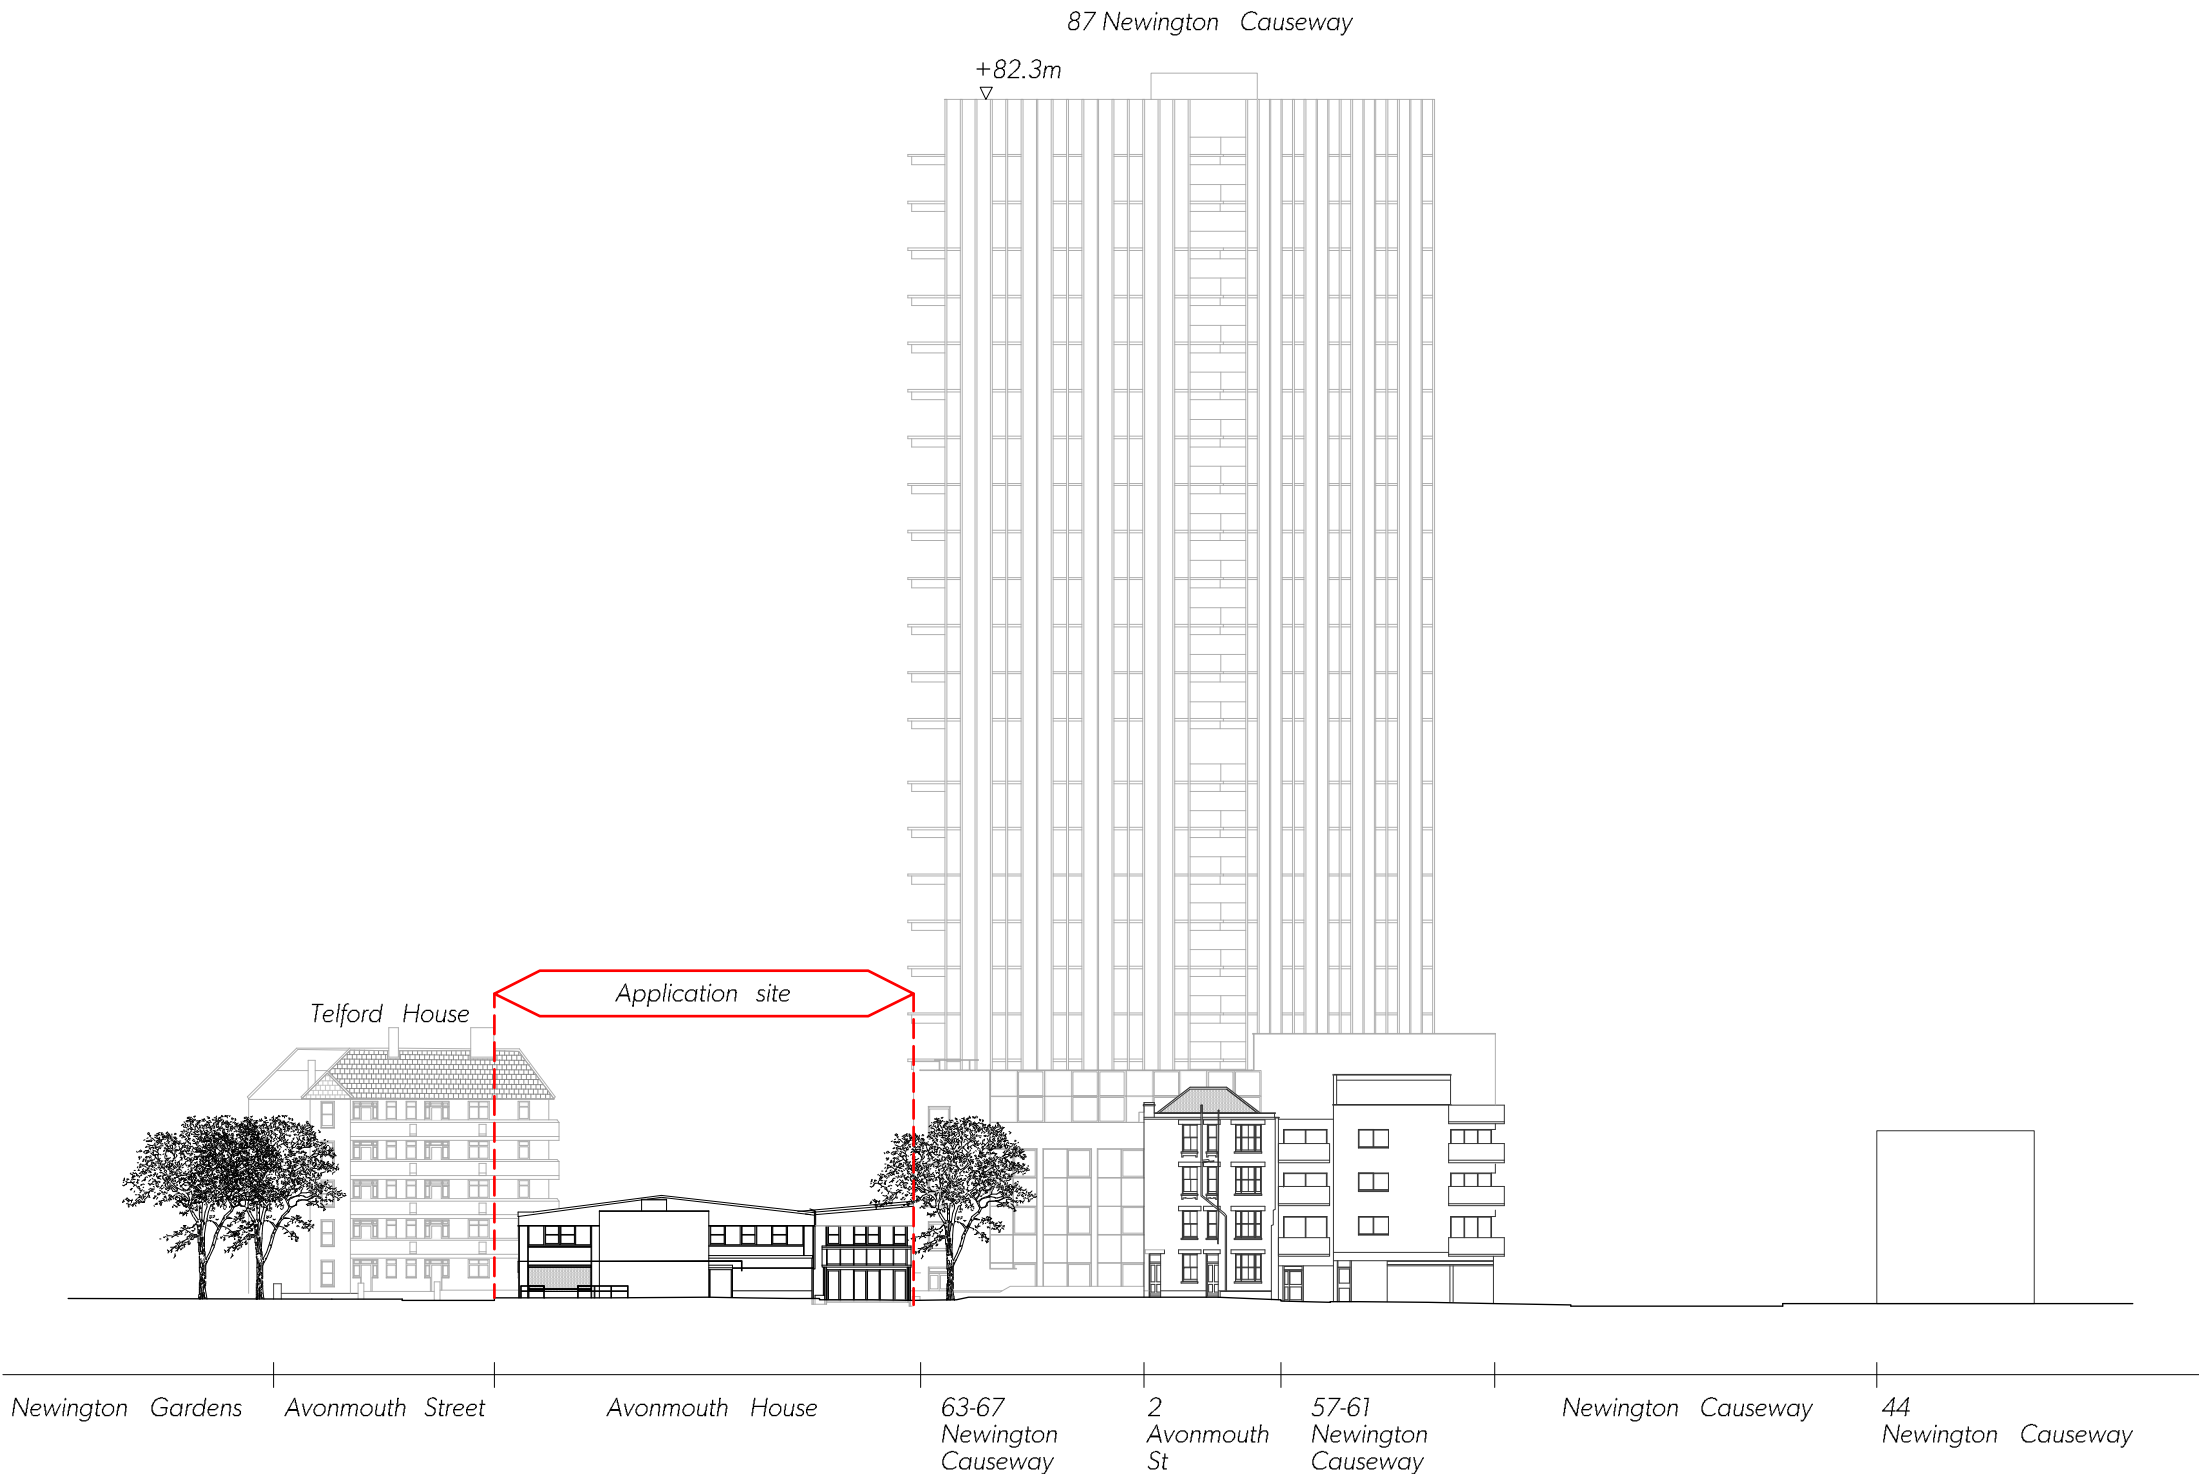 87 Newington Causeway
+82.3m
Application site
Telford House
Newington Gardens
Avonmouth Street
Avonmouth House
63-67
Newington
Causeway
2
Avonmouth
St
57-61
Newington
Causeway
Newington Causeway
44
Newington Causeway